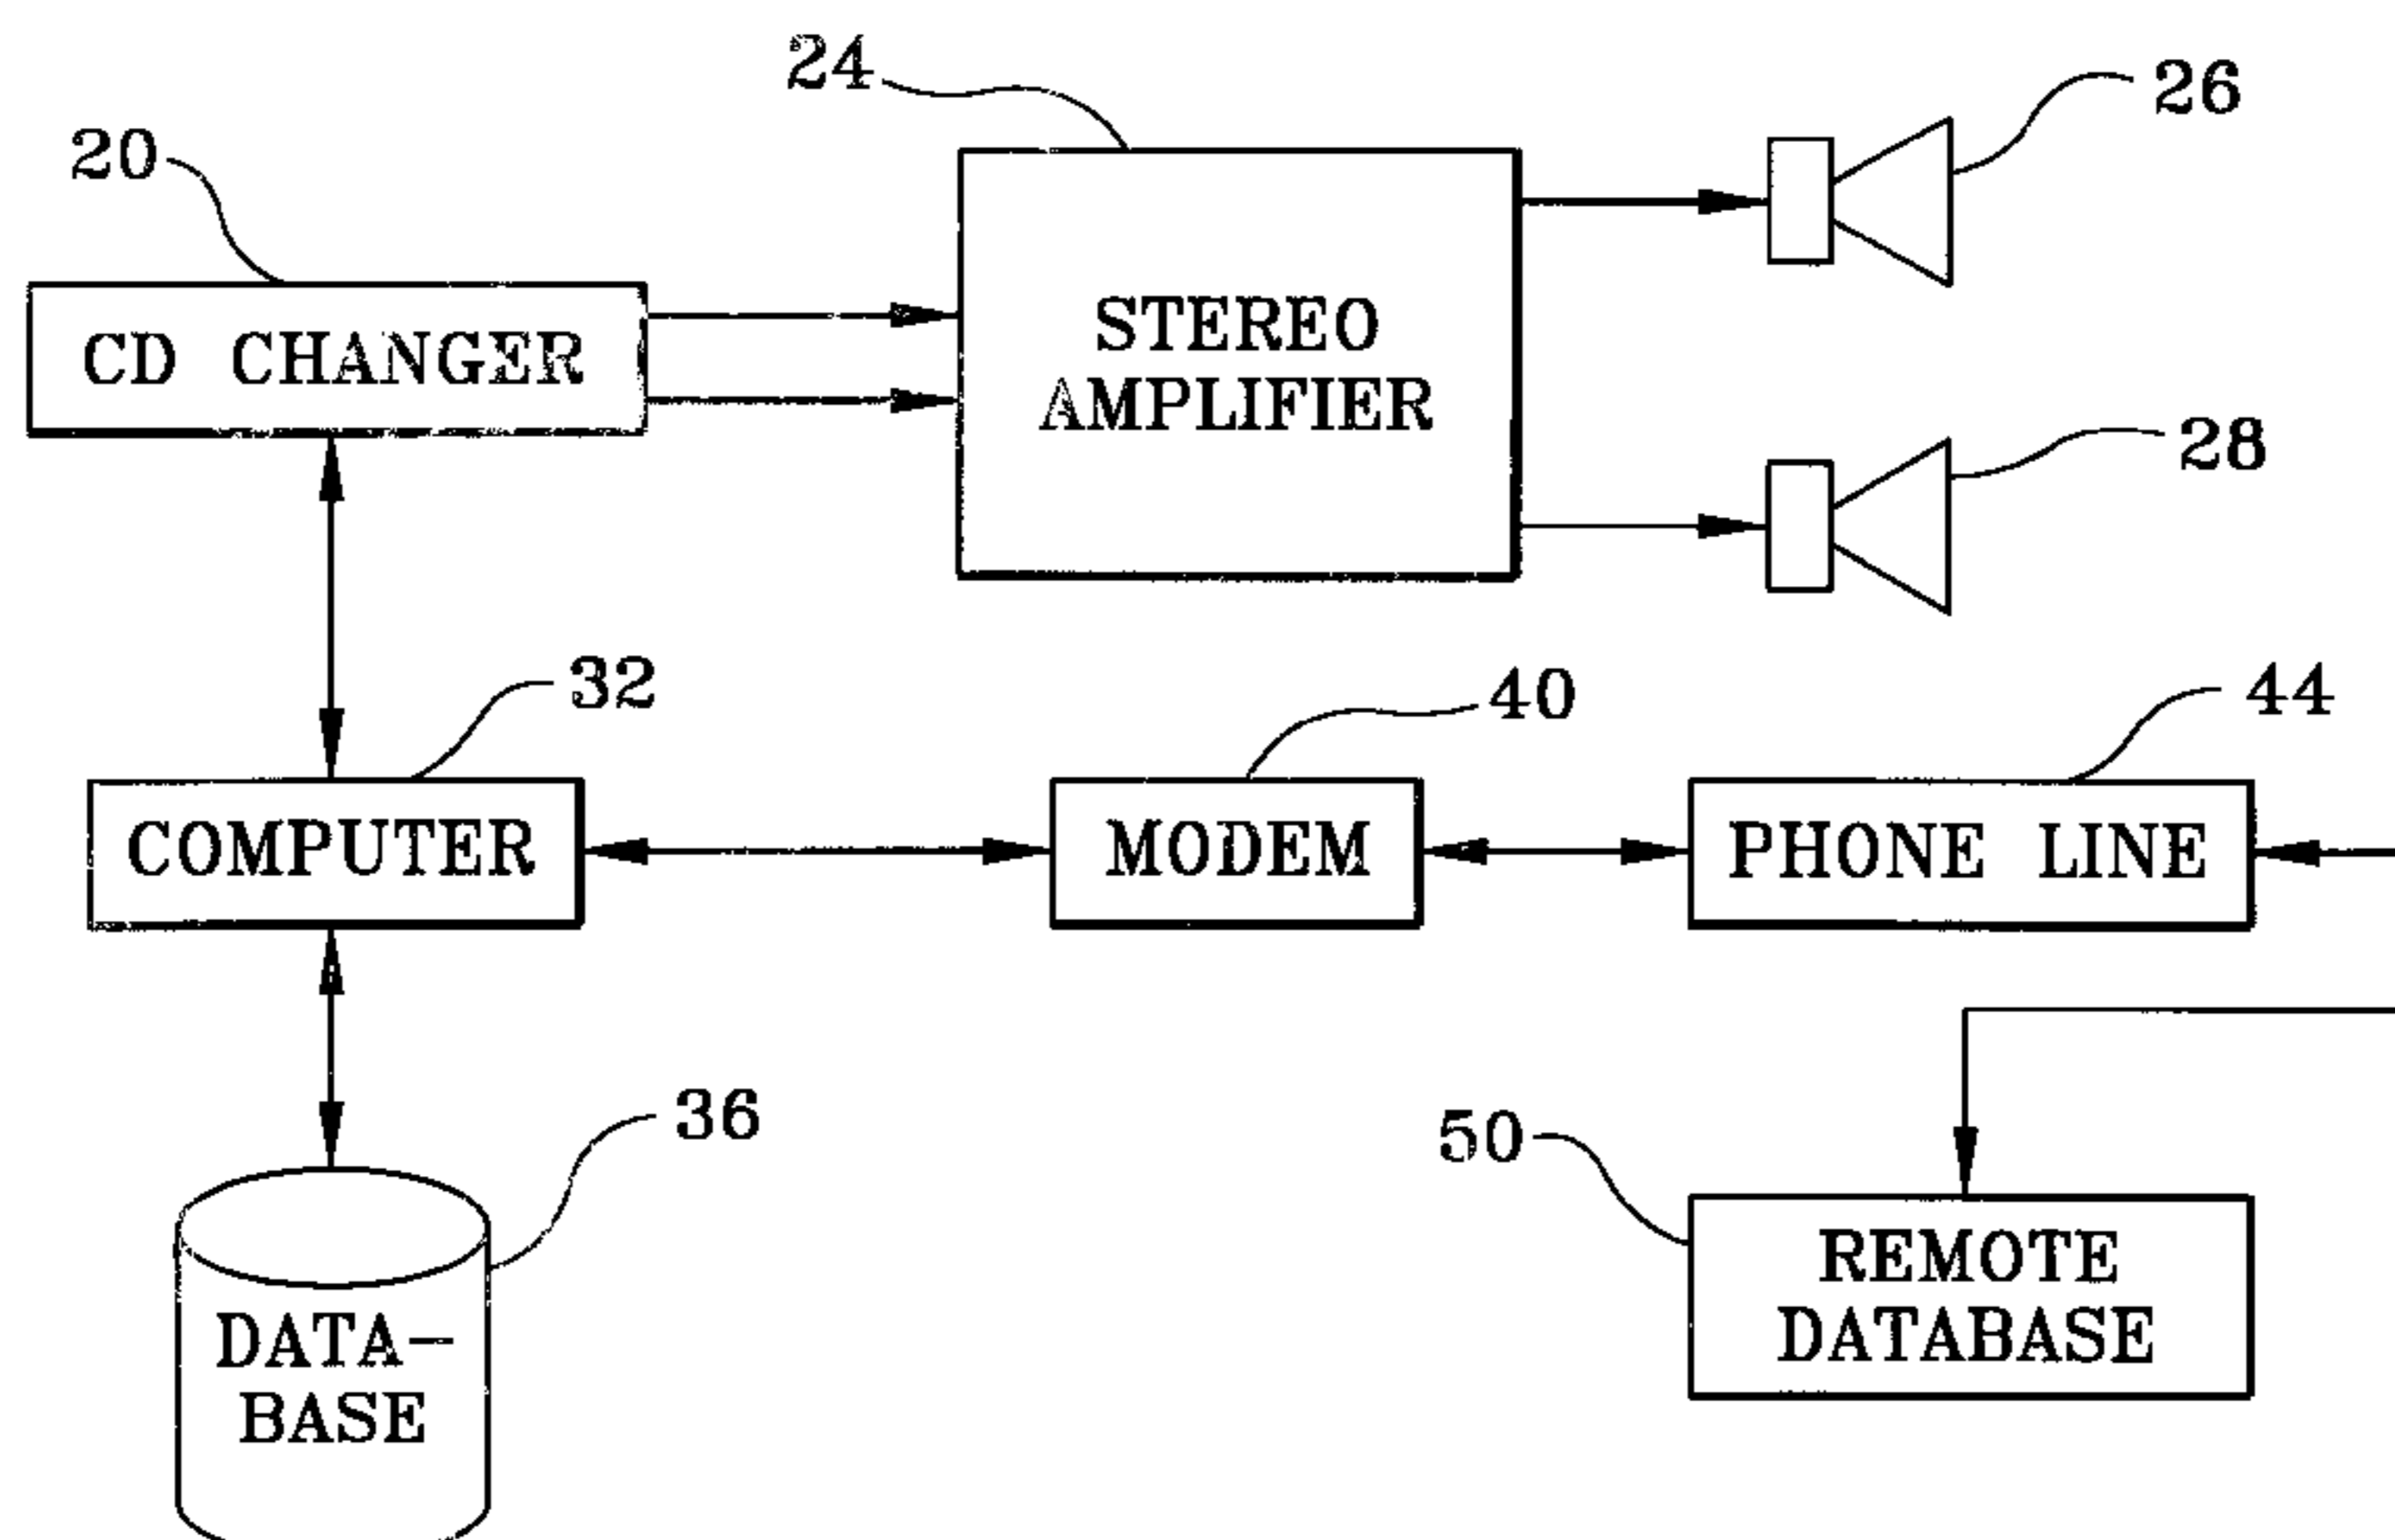 24
26
20
CD CHANGER
STEREO
AMPLIFIER
28
32
40
44
COMPUTER
MODEM
PHONE LINE
36
50
REMOTE
DATABASE
DATA-
BASE